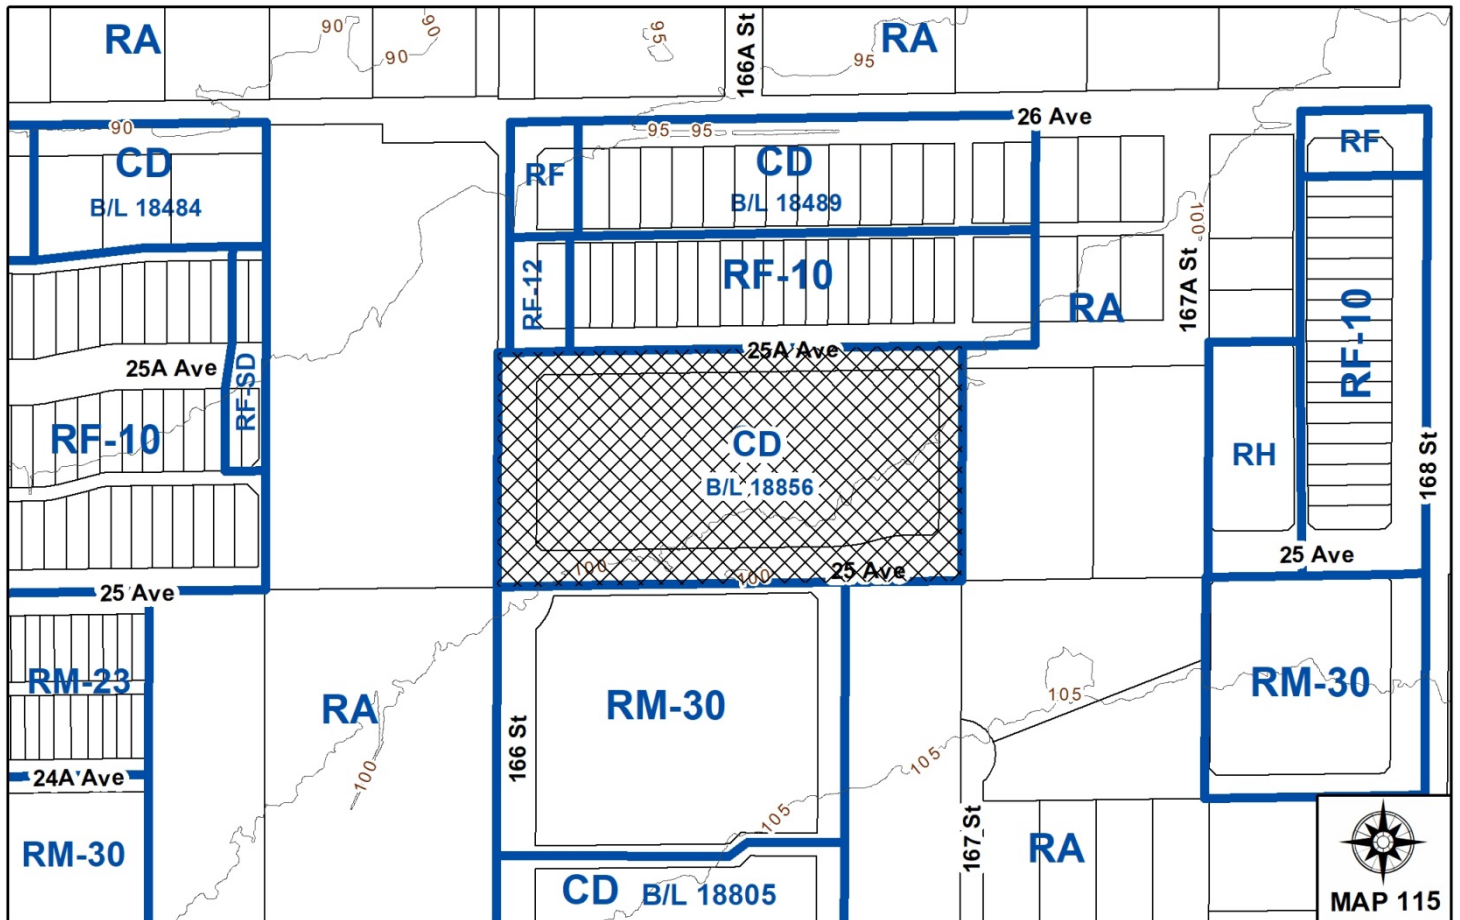 RA
90
90
90
95
166A St
95
RA
90
CD
B/L 18484
RF
95
95
CD
B/L 18489
26 Ave
RF
100
167A St
RF-12
RF-10
RA
RF-10
25A Ave
25A Ave
RF-SD
RF-10
CD
B/L 18856
RH
168 St
100
100
25 Ave
25 Ave
25 Ave
RM-23
RA
RM-30
105
RM-30
166 St
100
105
24A Ave
105
RM-30
167 St
RA
CD B/L 18805
MAP 115